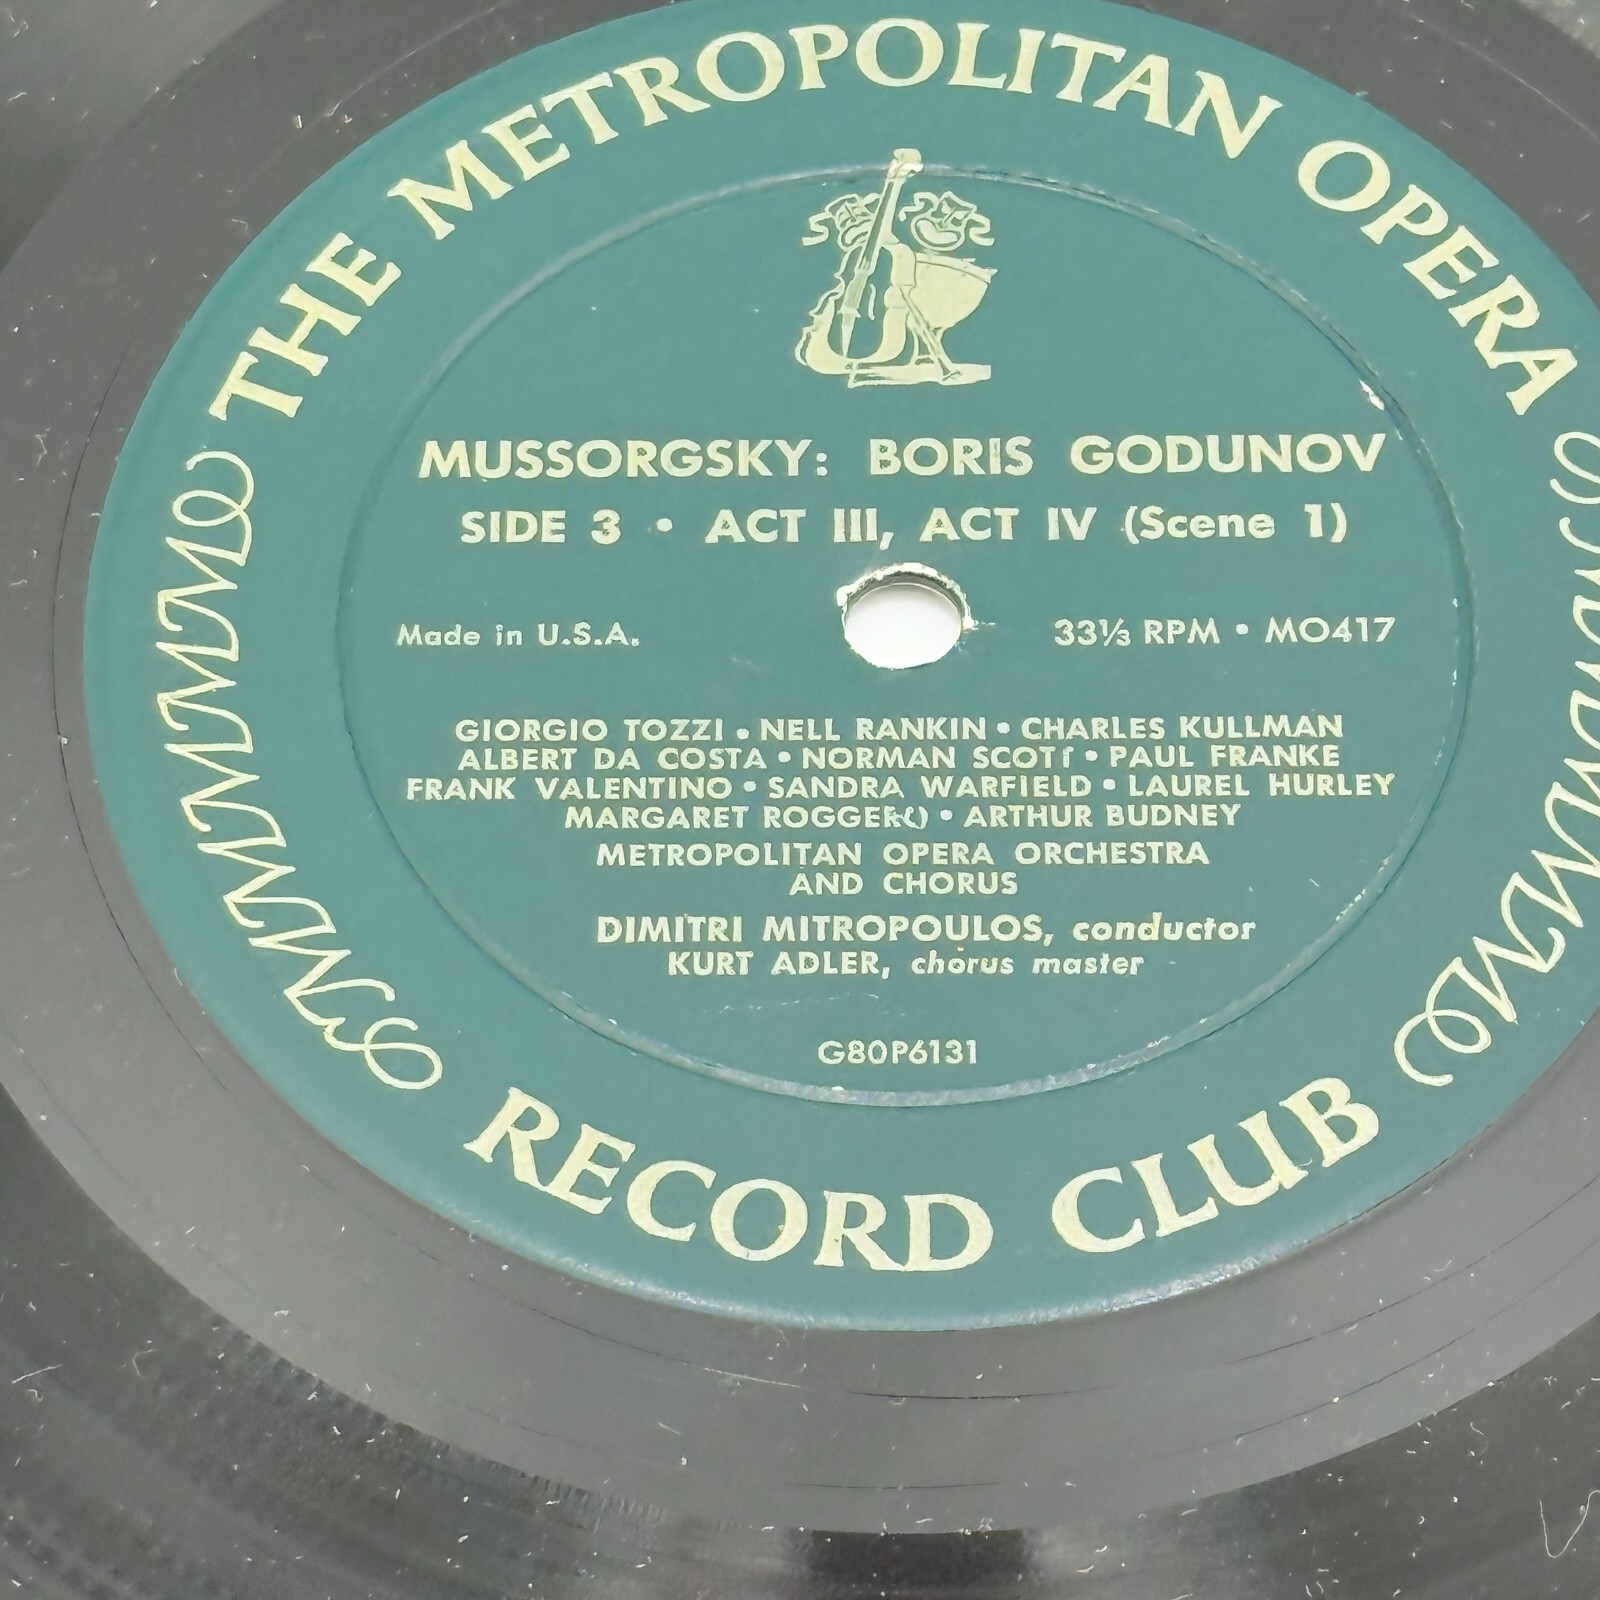 THE METROPOLITAN OPERA
MUSSORGSKY: BORIS GODUNOV
SIDE 3 • ACT III, ACT IV (Scene 1)
Made in U.S.A.
33⅓ RPM • MO417
GIORGIO TOZZI • NELL RANKIN • CHARLES KULLMAN
ALBERT DA COSTA • NORMAN SCOTT • PAUL FRANKE
FRANK VALENTINO • SANDRA WARFIELD • LAUREL HURLEY
MARGARET ROGGERO • ARTHUR BUDNEY
METROPOLITAN OPERA ORCHESTRA
AND CHORUS
DIMITRI MITROPOULOS, conductor
KURT ADLER, chorus master
G80P6131
RECORD CLUB